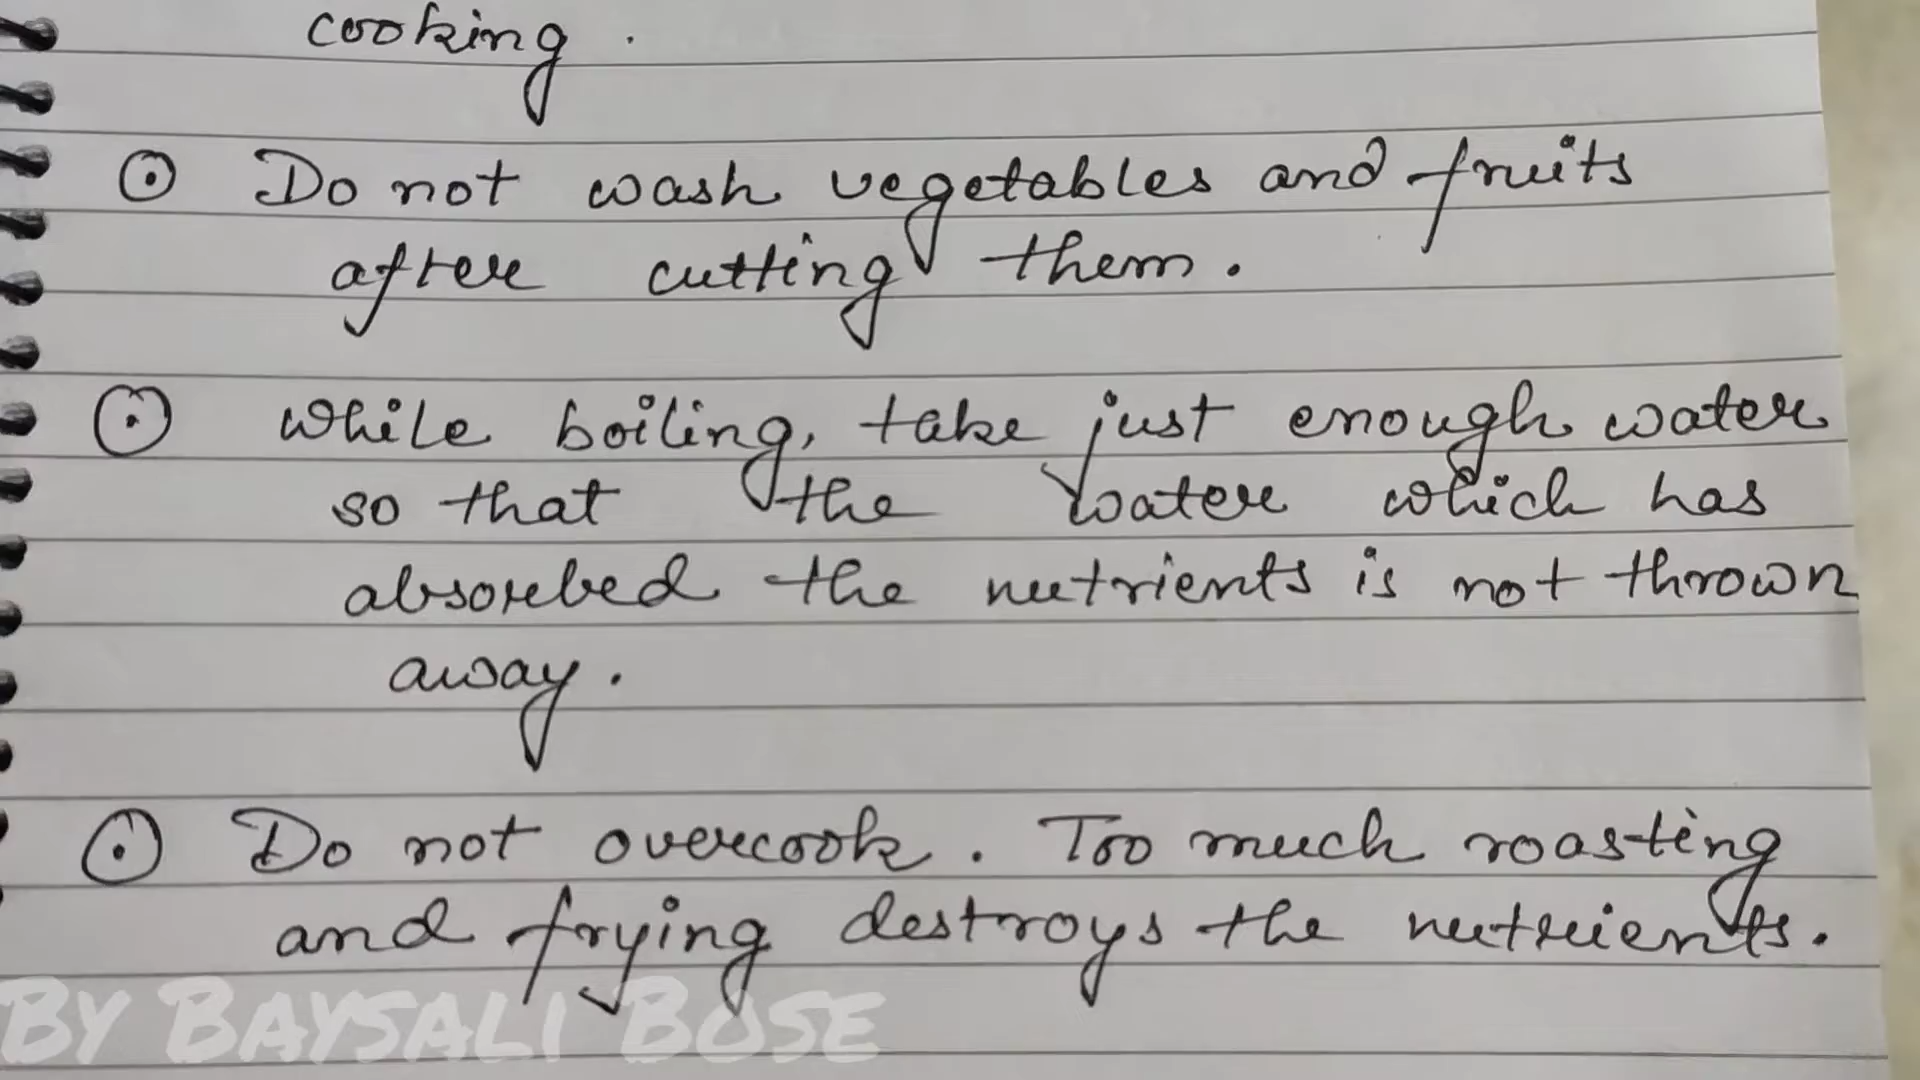 cooking.
⊙ Do not wash vegetables and fruits
after cutting them.
⊙ While boiling, take just enough water
so that the water which has
absorbed the nutrients is not thrown
away.
⊙ Do not overcook. Too much roasting
and frying destroys the nutrients.
By Baysali Bose